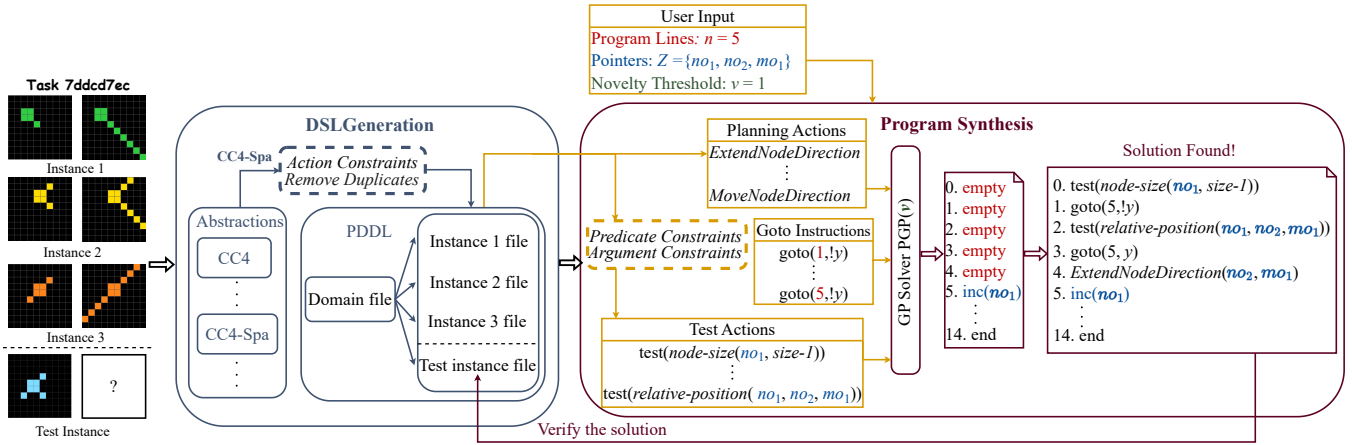 Task 7ddcd7ec
Instance 1
Instance 2
Instance 3
?
Test Instance
DSLGeneration
CC4-Spa
Action Constraints
Remove Duplicates
Abstractions
CC4
CC4-Spa
PDDL
Domain file
Instance 1 file
Instance 2 file
Instance 3 file
Test instance file
User Input
Program Lines: n = 5
Pointers: Z = {no1, no2, mo1}
Novelty Threshold: v = 1
Program Synthesis
Planning Actions
ExtendNodeDirection
⋮
MoveNodeDirection
Predicate Constraints
Argument Constraints
Goto Instructions
goto(1,!y)
⋮
goto(5,!y)
Test Actions
test(node-size(no1, size-1))
⋮
test(relative-position( no1, no2, mo1))
GP Solver PGP(v)
0. empty
1. empty
2. empty
3. empty
4. empty
5. inc(no1)
⋮
14. end
Solution Found!
0. test(node-size(no1, size-1))
1. goto(5,!y)
2. test(relative-position(no1, no2, mo1))
3. goto(5, y)
4. ExtendNodeDirection(no2, mo1)
5. inc(no1)
⋮
14. end
Verify the solution